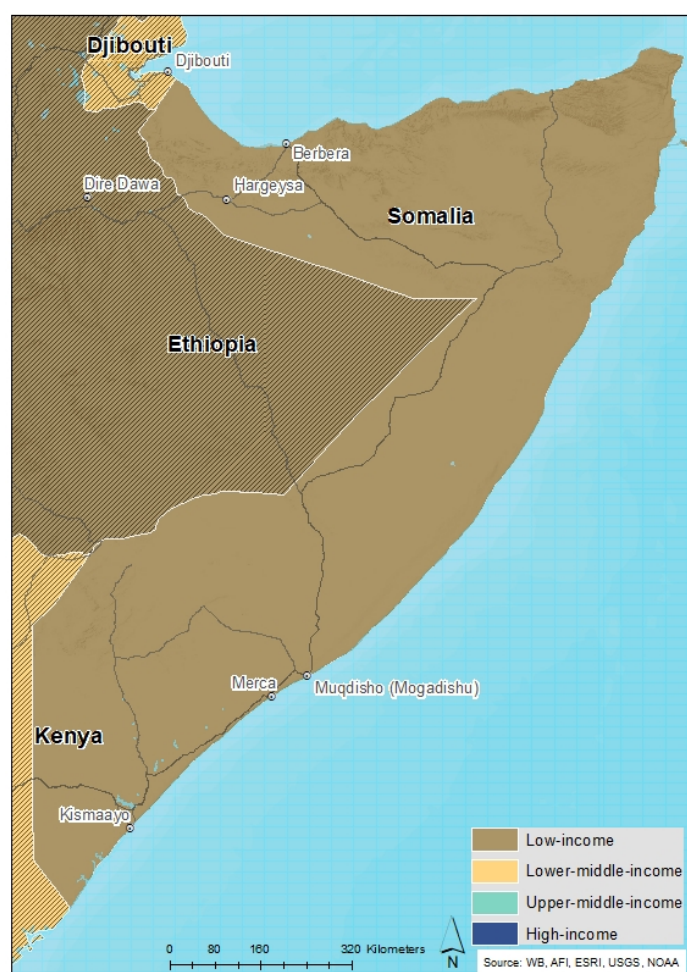 Djibouti
Djibouti
Berbera
Dire Dawa
Hargeysa
Somalia
Ethiopia
Merca
Muqdisho (Mogadishu)
Kenya
Kismaayo
Low-income
Lower-middle-income
Upper-middle-income
High-income
0 80 160 320 Kilometers
N
Source: WB, AFI, ESRI, USGS, NOAA